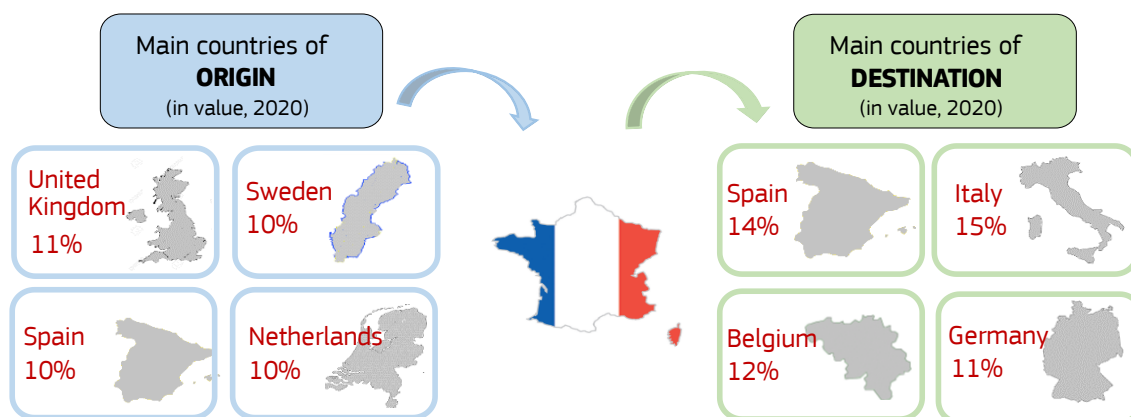 Main countries of
ORIGIN
(in value, 2020)
Main countries of
DESTINATION
(in value, 2020)
United
Kingdom
11%
Sweden
10%
Spain
14%
Italy
15%
Spain
10%
Netherlands
10%
Belgium
12%
Germany
11%